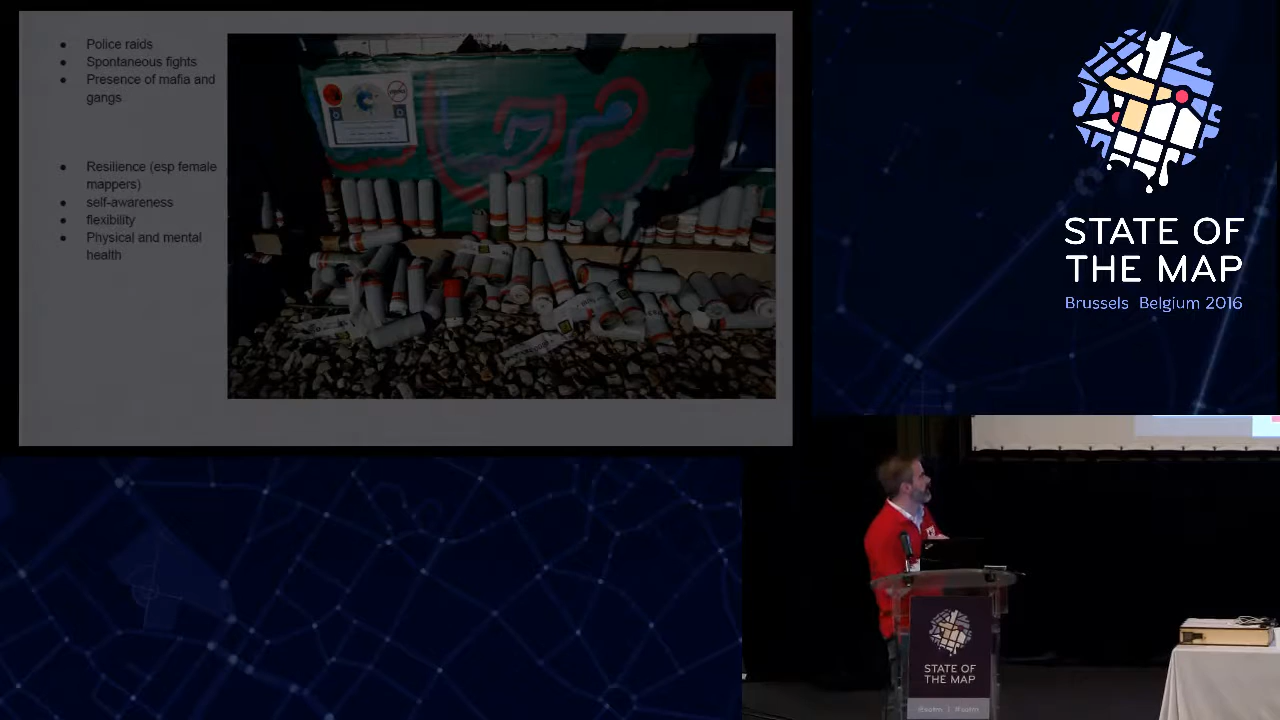 Police raids
Spontaneous fights
Presence of mafia and
gangs
Resilience (esp female
mappers)
self-awareness
flexibility
Physical and mental
health
STATE OF
THE MAP
Brussels Belgium 2016
STATE OF
THE MAP